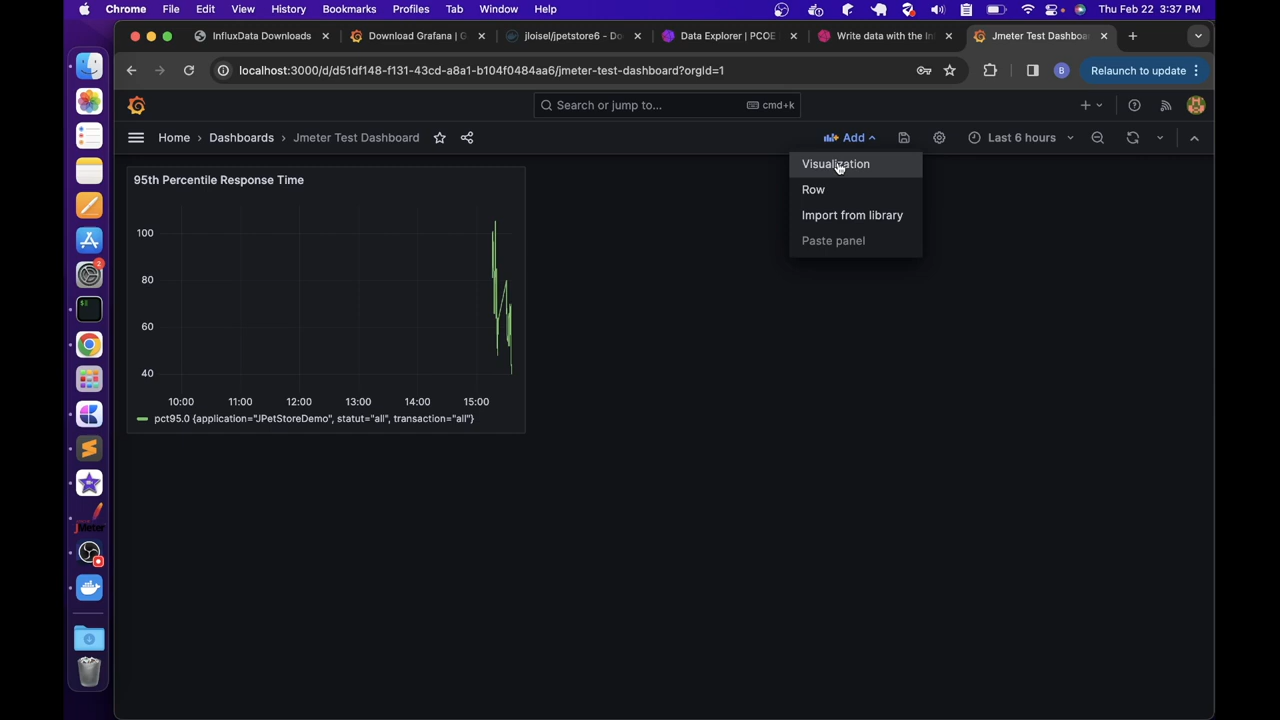 Chrome File Edit View History Bookmarks Profiles Tab Window Help Thu Feb 22 3:37 PM
InfluxData Downloads Download Grafana | G jloisel/jpetstore6 - Do Data Explorer | PCOE Write data with the In Jmeter Test Dashboa
localhost:3000/d/d51df148-f131-43cd-a8a1-b104f0484aa6/jmeter-test-dashboard?orgId=1 B Relaunch to update
Search or jump to... cmd+k
Home › Dashboards › Jmeter Test Dashboard Add Last 6 hours
Visualization
Row
Import from library
Paste panel
95th Percentile Response Time
100
80
60
40
10:00 11:00 12:00 13:00 14:00 15:00
pct95.0 {application="JPetStoreDemo", statut="all", transaction="all"}
2
$
JMeter